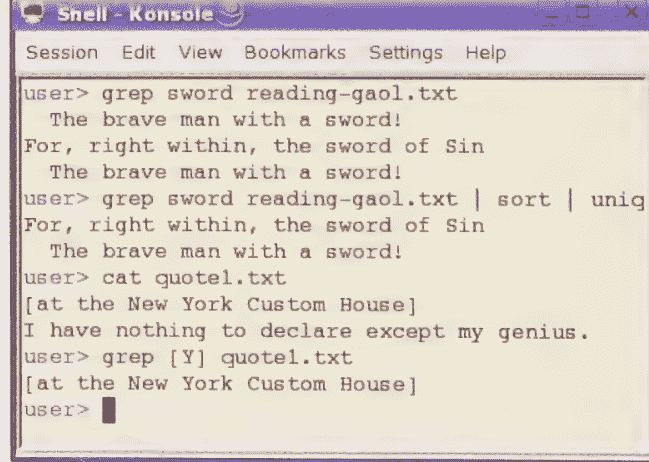 Shell - Konsole
Session Edit View Bookmarks Settings Help
user> grep sword reading-gaol.txt
  The brave man with a sword!
For, right within, the sword of Sin
  The brave man with a sword!
user> grep sword reading-gaol.txt | sort | uniq
For, right within, the sword of Sin
  The brave man with a sword!
user> cat quote1.txt
[at the New York Custom House]
I have nothing to declare except my genius.
user> grep [Y] quote1.txt
[at the New York Custom House]
user>